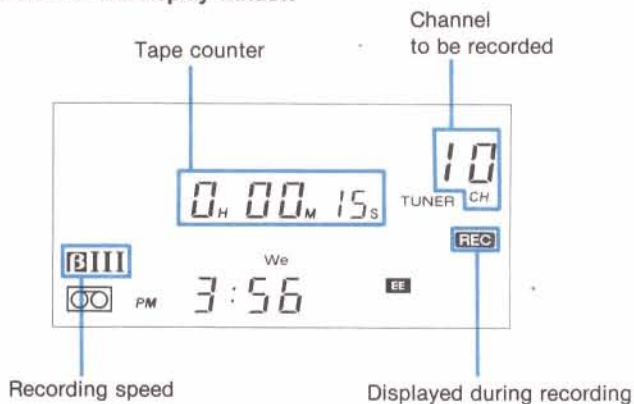 Channel
to be recorded
Tape counter
10
CH
TUNER
0H 00M 15S
REC
βIII
We
PM 3:56
EE
Recording speed
Displayed during recording